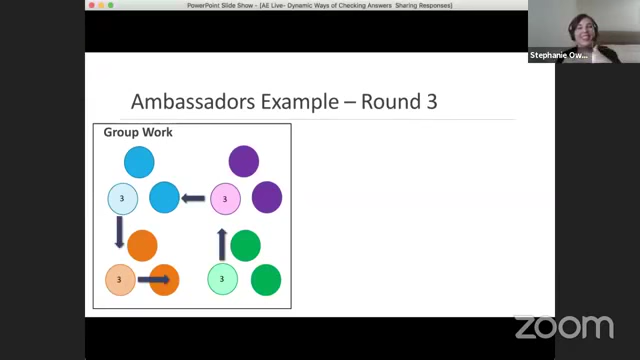 PowerPoint Slide Show - [AE Live- Dynamic Ways of Checking Answers Sharing Responses]
Stephanie Ow...
Ambassadors Example – Round 3
Group Work
3
3
3
3
zoom